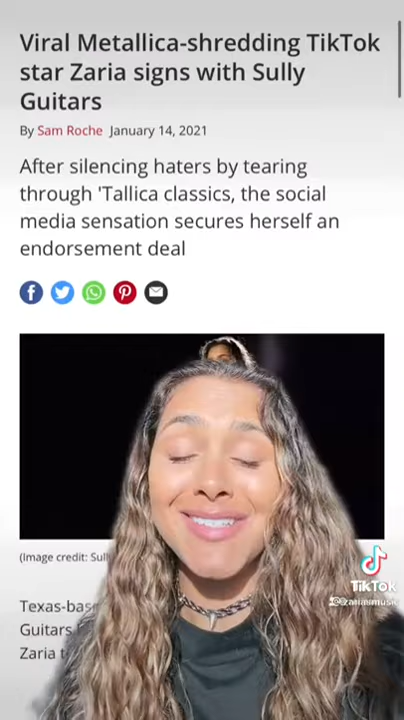 Viral Metallica-shredding TikTok
star Zaria signs with Sully
Guitars
By Sam Roche January 14, 2021
After silencing haters by tearing
through 'Tallica classics, the social
media sensation secures herself an
endorsement deal
(Image credit: Sull
Texas-bas
Guitars
Zaria t
TikTok